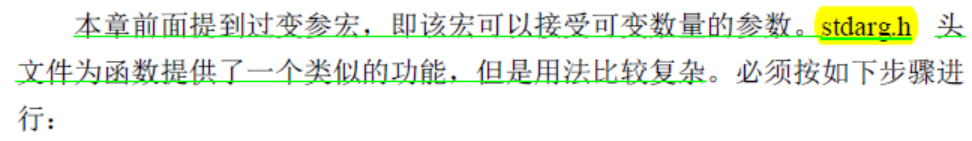 本章前面提到过变参宏，即该宏可以接受可变数量的参数。stdarg.h 头
文件为函数提供了一个类似的功能，但是用法比较复杂。必须按如下步骤进
行：